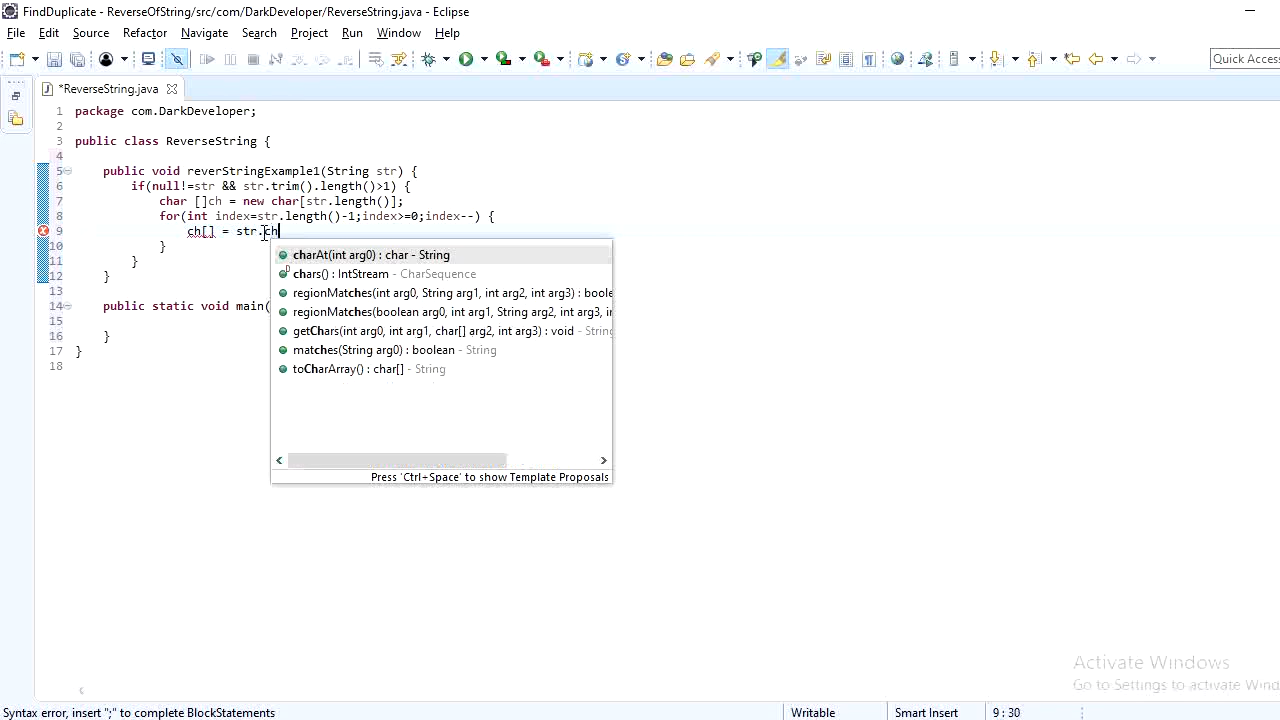 FindDuplicate - ReverseOfString/src/com/DarkDeveloper/ReverseString.java - Eclipse
File Edit Source Refactor Navigate Search Project Run Window Help
Quick Access
*ReverseString.java
1 package com.DarkDeveloper;
2
3 public class ReverseString {
4
5 public void reverStringExample1(String str) {
6 if(null!=str && str.trim().length()>1) {
7 char []ch = new char[str.length()];
8 for(int index=str.length()-1;index>=0;index--) {
9 ch[] = str.ch
10 }
11 }
12 }
13
14 public static void main(
15
16 }
17 }
18
charAt(int arg0) : char - String
chars() : IntStream - CharSequence
regionMatches(int arg0, String arg1, int arg2, int arg3) : boole
regionMatches(boolean arg0, int arg1, String arg2, int arg3, in
getChars(int arg0, int arg1, char[] arg2, int arg3) : void - String
matches(String arg0) : boolean - String
toCharArray() : char[] - String
Press 'Ctrl+Space' to show Template Proposals
Activate Windows
Go to Settings to activate Wind
Syntax error, insert ";" to complete BlockStatements
Writable
Smart Insert
9 : 30